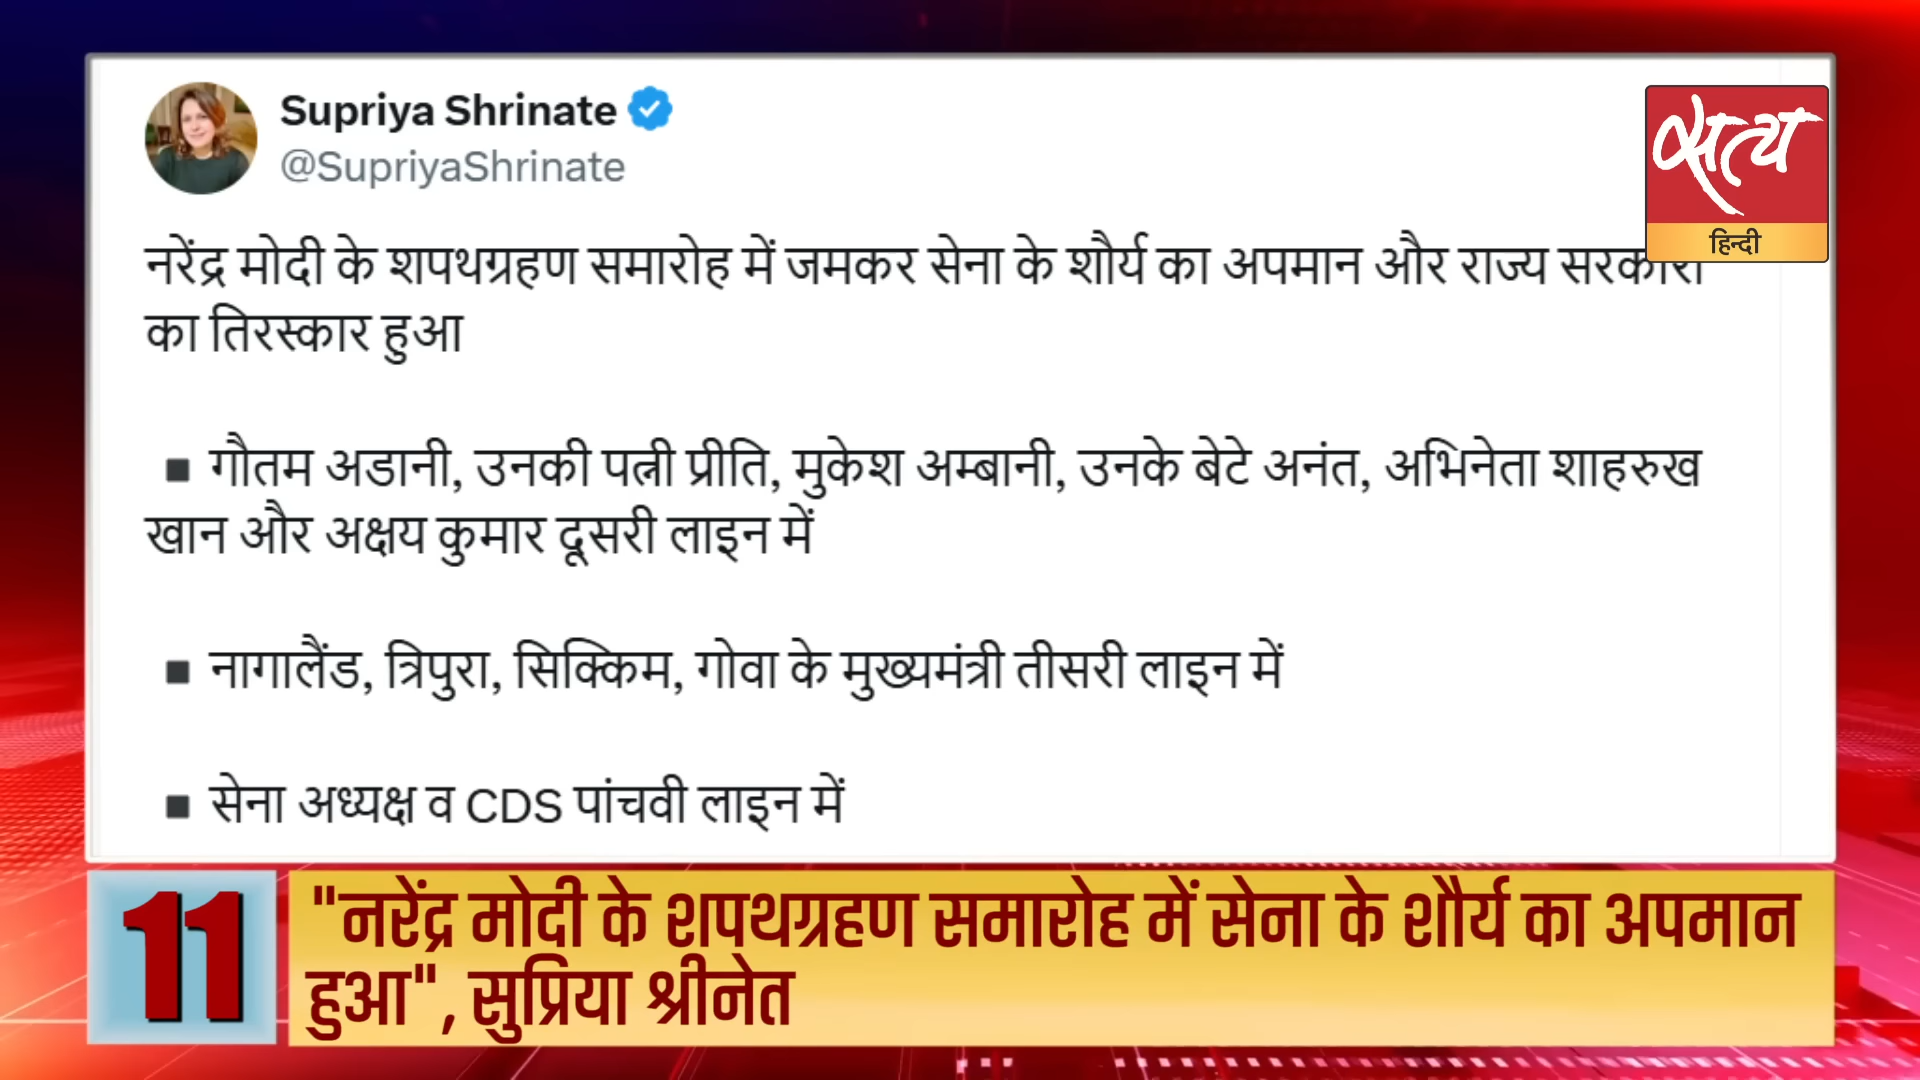 Supriya Shrinate
@SupriyaShrinate
सत्य
हिन्दी
नरेंद्र मोदी के शपथग्रहण समारोह में जमकर सेना के शौर्य का अपमान और राज्य
का तिरस्कार हुआ
▪ गौतम अडानी, उनकी पत्नी प्रीति, मुकेश अम्बानी, उनके बेटे अनंत, अभिनेता शाहरुख
खान और अक्षय कुमार दूसरी लाइन में
▪ नागालैंड, त्रिपुरा, सिक्किम, गोवा के मुख्यमंत्री तीसरी लाइन में
▪ सेना अध्यक्ष व CDS पांचवी लाइन में
11
"नरेंद्र मोदी के शपथग्रहण समारोह में सेना के शौर्य का अपमान
हुआ", सुप्रिया श्रीनेत